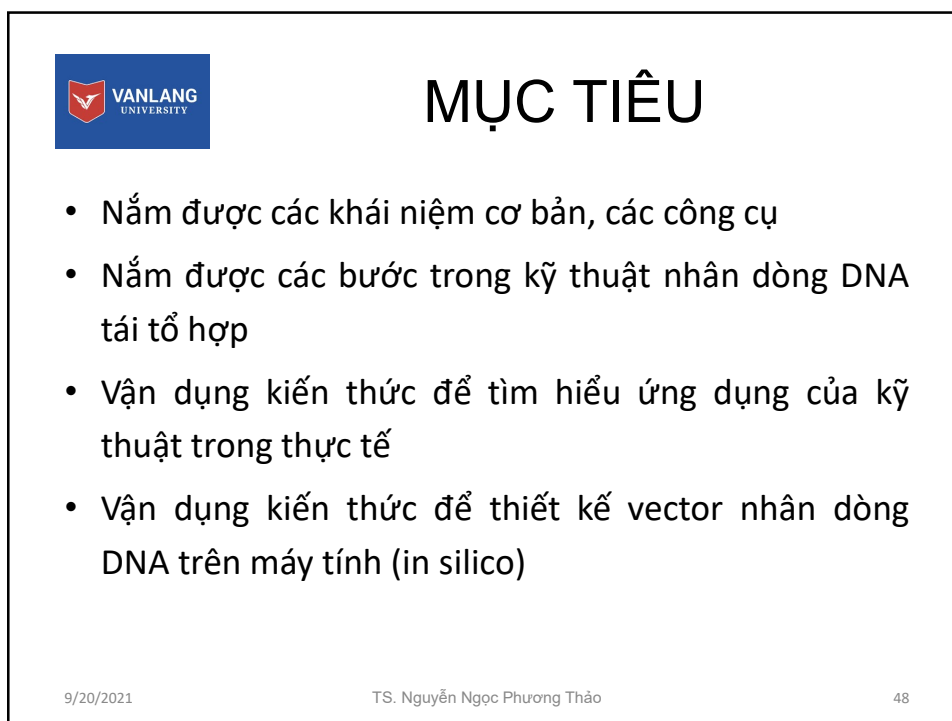 VANLANG
UNIVERSITY
MỤC TIÊU
• Nắm được các khái niệm cơ bản, các công cụ
• Nắm được các bước trong kỹ thuật nhân dòng DNA
tái tổ hợp
• Vận dụng kiến thức để tìm hiểu ứng dụng của kỹ
thuật trong thực tế
• Vận dụng kiến thức để thiết kế vector nhân dòng
DNA trên máy tính (in silico)
9/20/2021
TS. Nguyễn Ngọc Phương Thảo
48